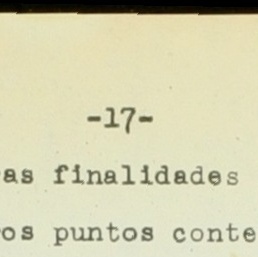 -17-
as finalidades
os puntos conte